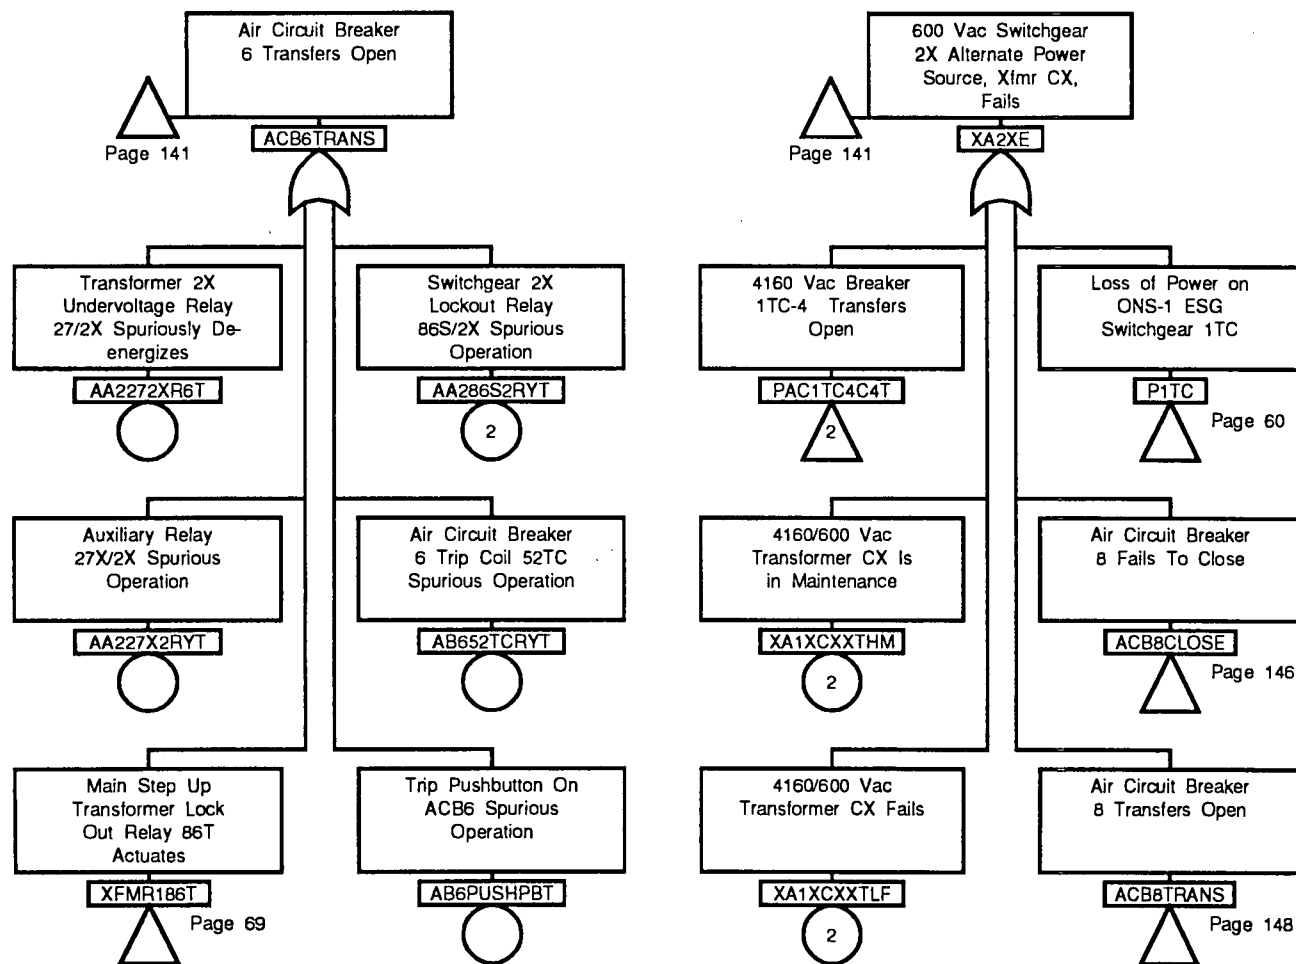 Air Circuit Breaker
6 Transfers Open
Page 141
ACB6TRANS
Transformer 2X
Undervoltage Relay
27/2X Spuriously De-
energizes
AA2272XR6T
Switchgear 2X
Lockout Relay
86S/2X Spurious
Operation
AA286S2RYT
2
Auxiliary Relay
27X/2X Spurious
Operation
AA227X2RYT
Air Circuit Breaker
6 Trip Coil 52TC
Spurious Operation
AB652TCRYT
Main Step Up
Transformer Lock
Out Relay 86T
Actuates
XFMR186T
Page 69
Trip Pushbutton On
ACB6 Spurious
Operation
AB6PUSHPBT
600 Vac Switchgear
2X Alternate Power
Source, Xfmr CX,
Fails
Page 141
XA2XE
4160 Vac Breaker
1TC-4 Transfers
Open
PAC1TC4C4T
2
Loss of Power on
ONS-1 ESG
Switchgear 1TC
P1TC
Page 60
4160/600 Vac
Transformer CX Is
in Maintenance
XA1XCXXTHM
2
Air Circuit Breaker
8 Fails To Close
ACB8CLOSE
Page 146
4160/600 Vac
Transformer CX Fails
XA1XCXXTLF
2
Air Circuit Breaker
8 Transfers Open
ACB8TRANS
Page 148